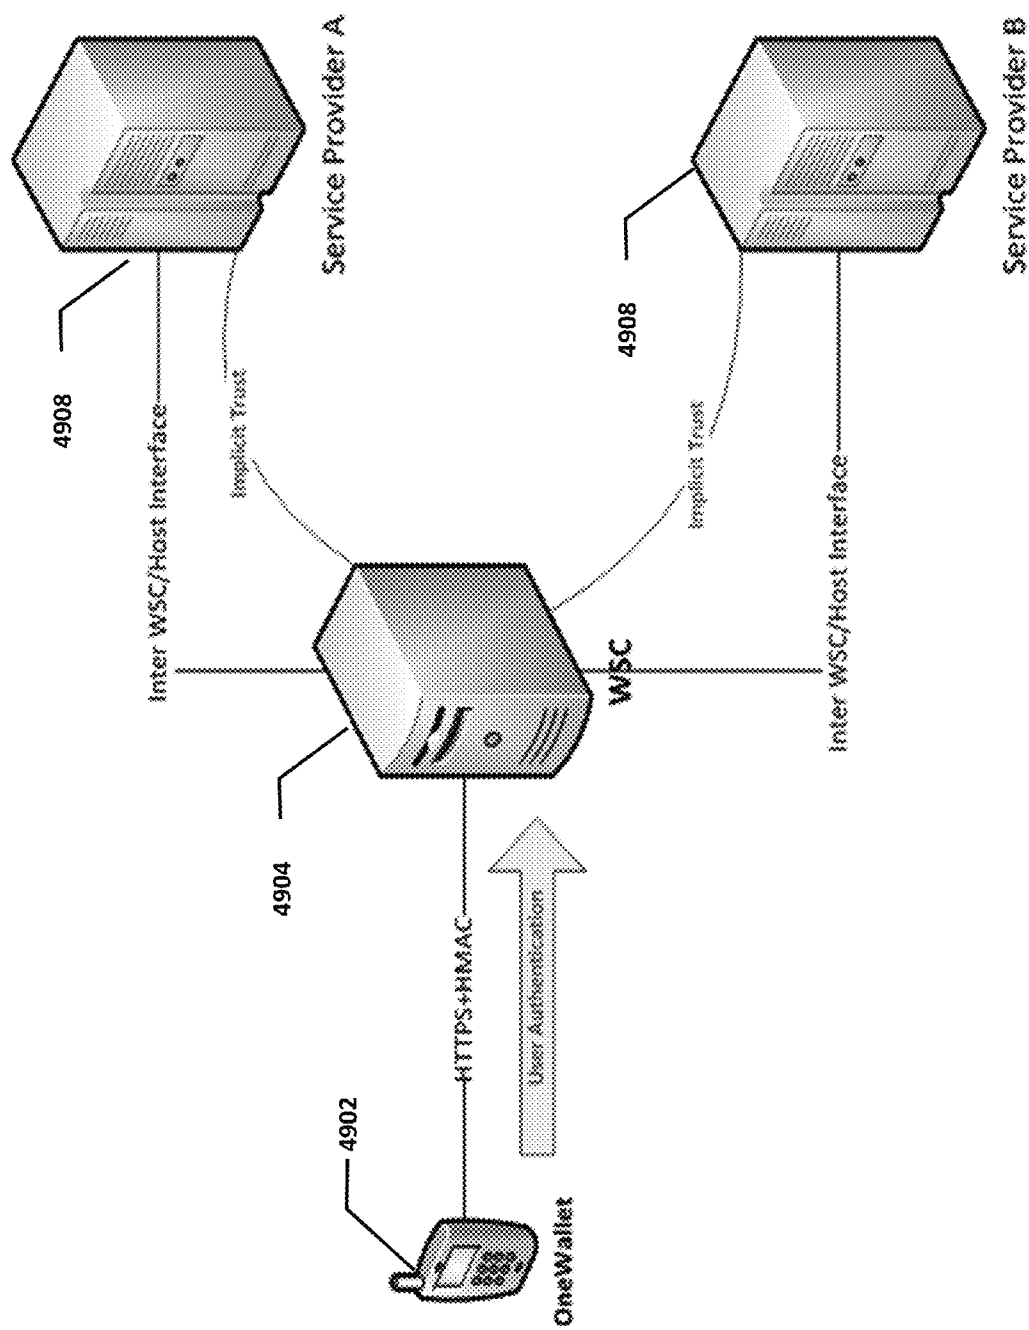 Service Provider A
4908
Inter WSC/Host Interface
Implicit Trust
4904
WSC
HTTPS+HMAC
User Authentication
4902
OneWallet
Implicit Trust
4908
Inter WSC/Host Interface
Service Provider B